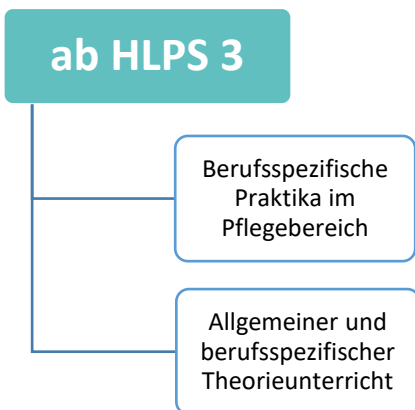 ab HLPS 3
Berufsspezifische
Praktika im
Pflegebereich
Allgemeiner und
berufsspezifischer
Theorieunterricht